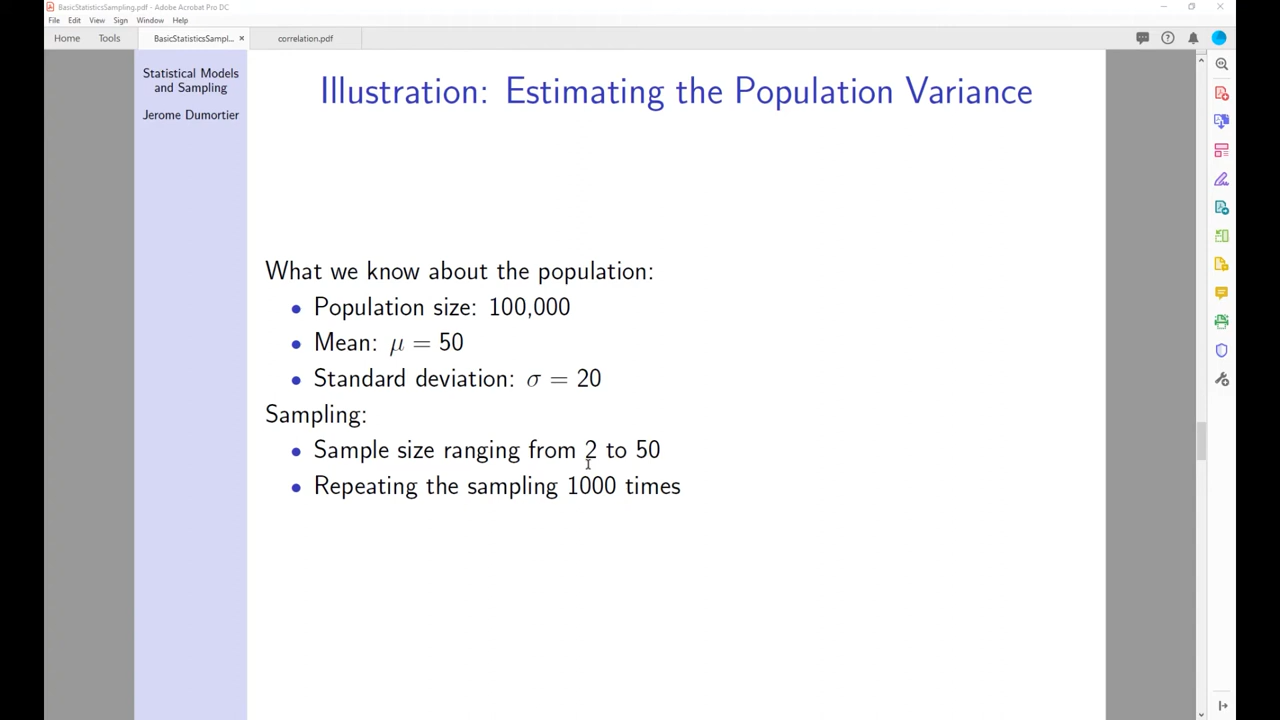 BasicStatisticsSampling.pdf - Adobe Acrobat Pro DC
File Edit View Sign Window Help
Home Tools BasicStatisticsSampl... × correlation.pdf
Statistical Models
and Sampling
Jerome Dumortier
Illustration: Estimating the Population Variance
What we know about the population:
• Population size: 100,000
• Mean: μ = 50
• Standard deviation: σ = 20
Sampling:
• Sample size ranging from 2 to 50
• Repeating the sampling 1000 times